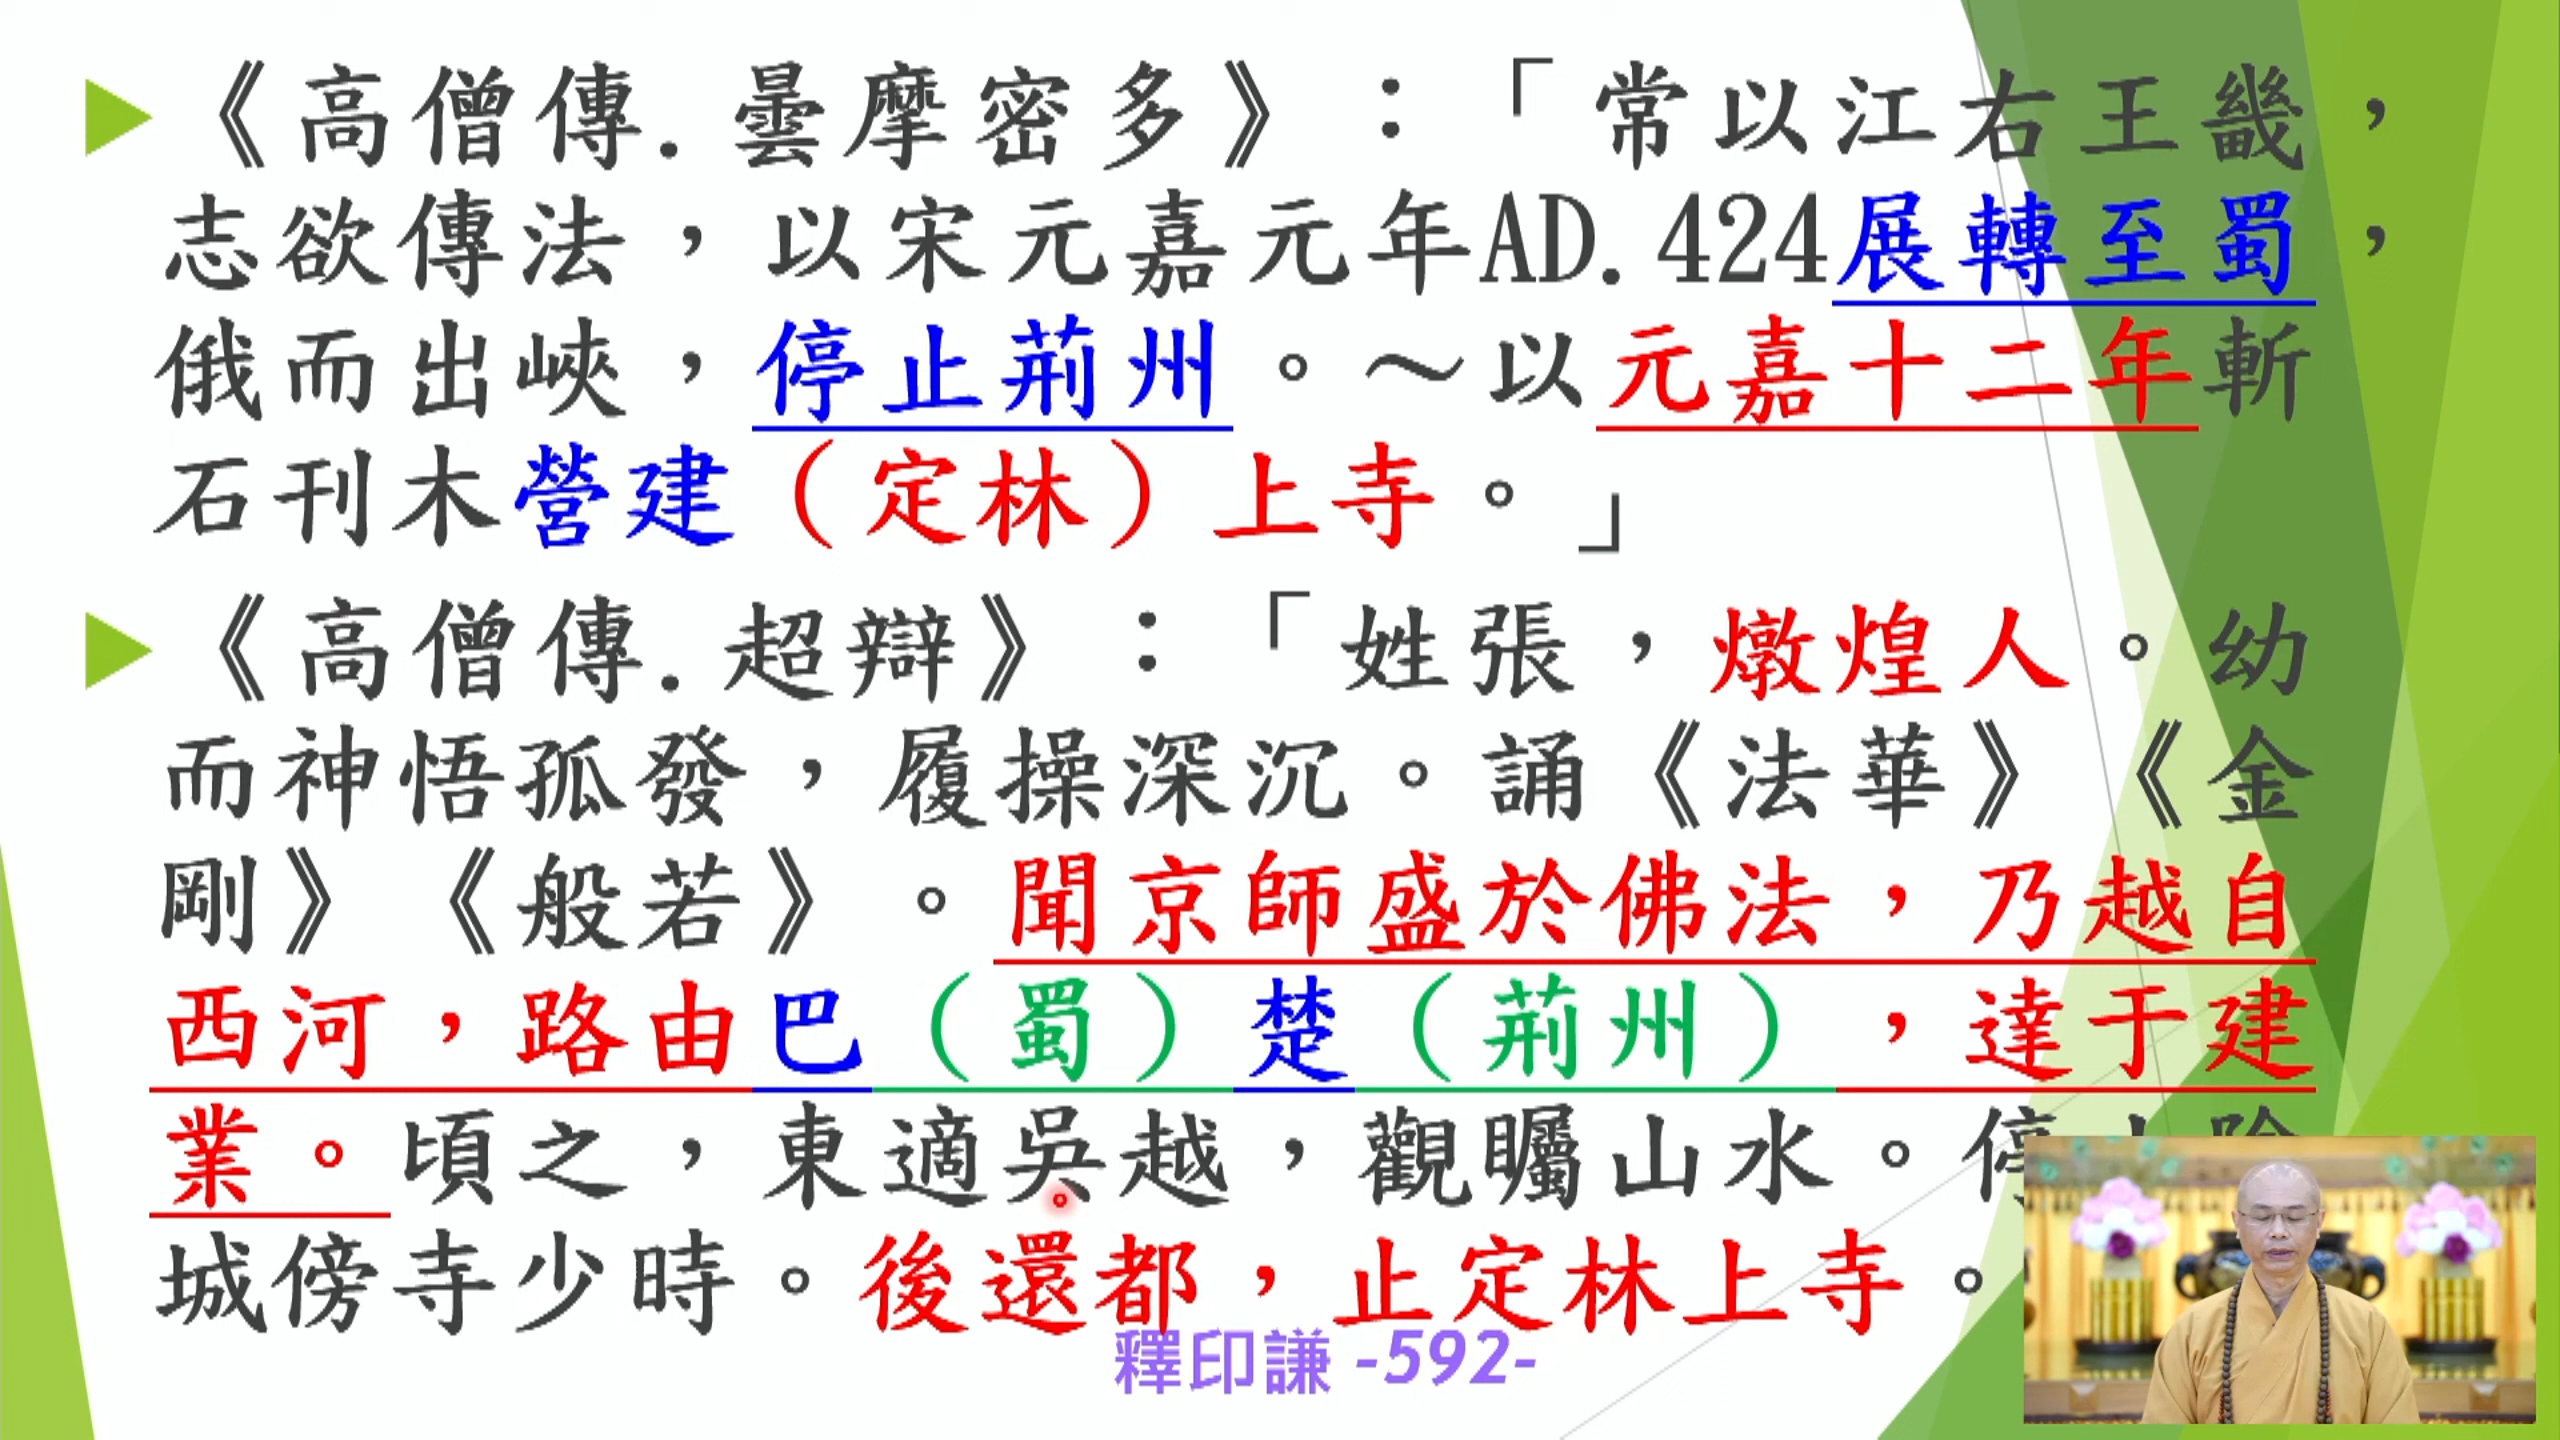 《高僧傳.曇摩密多》：「常以江右王畿，
志欲傳法，以宋元嘉元年AD.424展轉至蜀，
俄而出峽，停止荊州。～以元嘉十二年斬
石刊木營建（定林）上寺。」
《高僧傳.超辯》：「姓張，燉煌人。幼
而神悟孤發，履操深沉。誦《法華》《金
剛》《般若》。聞京師盛於佛法，乃越自
西河，路由巴（蜀）楚（荊州），達于建
業。頃之，東適吳越，觀矚山水。停
城傍寺少時。後還都，止定林上寺。
釋印謙 -592-